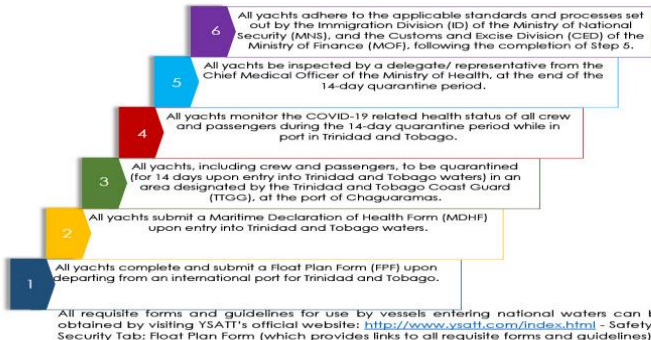 6
All yachts adhere to the applicable standards and processes set
out by the Immigration Division (ID) of the Ministry of National
Security (MNS), and the Customs and Excise Division (CED) of the
Ministry of Finance (MOF), following the completion of Step 5.
5
All yachts be inspected by a delegate/ representative from the
Chief Medical Officer of the Ministry of Health, at the end of the
14-day quarantine period.
4
All yachts monitor the COVID-19 related health status of all crew
and passengers during the 14-day quarantine period while in
port in Trinidad and Tobago.
3
All yachts, including crew and passengers, to be quarantined
(for 14 days upon entry into Trinidad and Tobago waters) in an
area designated by the Trinidad and Tobago Coast Guard
(TTGG), at the port of Chaguaramas.
2
All yachts submit a Maritime Declaration of Health Form (MDHF)
upon entry into Trinidad and Tobago waters.
1
All yachts complete and submit a Float Plan Form (FPF) upon
departing from an international port for Trinidad and Tobago.
All requisite forms and guidelines for use by vessels entering national waters can b
obtained by visiting YSATT's official website: http://www.ysatt.com/index.html - Safety
Security Tab; Float Plan Form (which provides links to all requisite forms and guidelines)